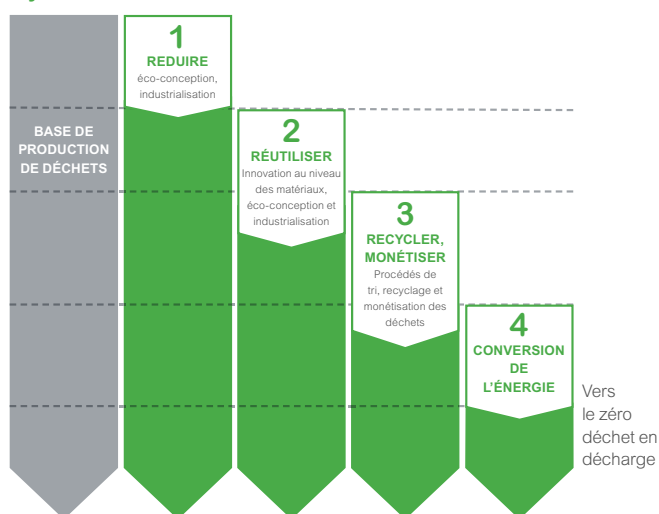 BASE DE
PRODUCTION
DE DÉCHETS
1
REDUIRE
éco-conception,
industrialisation
2
RÉUTILISER
Innovation au niveau
des matériaux,
éco-conception et
industrialisation
3
RECYCLER,
MONÉTISER
Procédés de
tri, recyclage et
monétisation des
déchets
4
CONVERSION
DE
L'ÉNERGIE
Vers
le zéro
déchet en
décharge